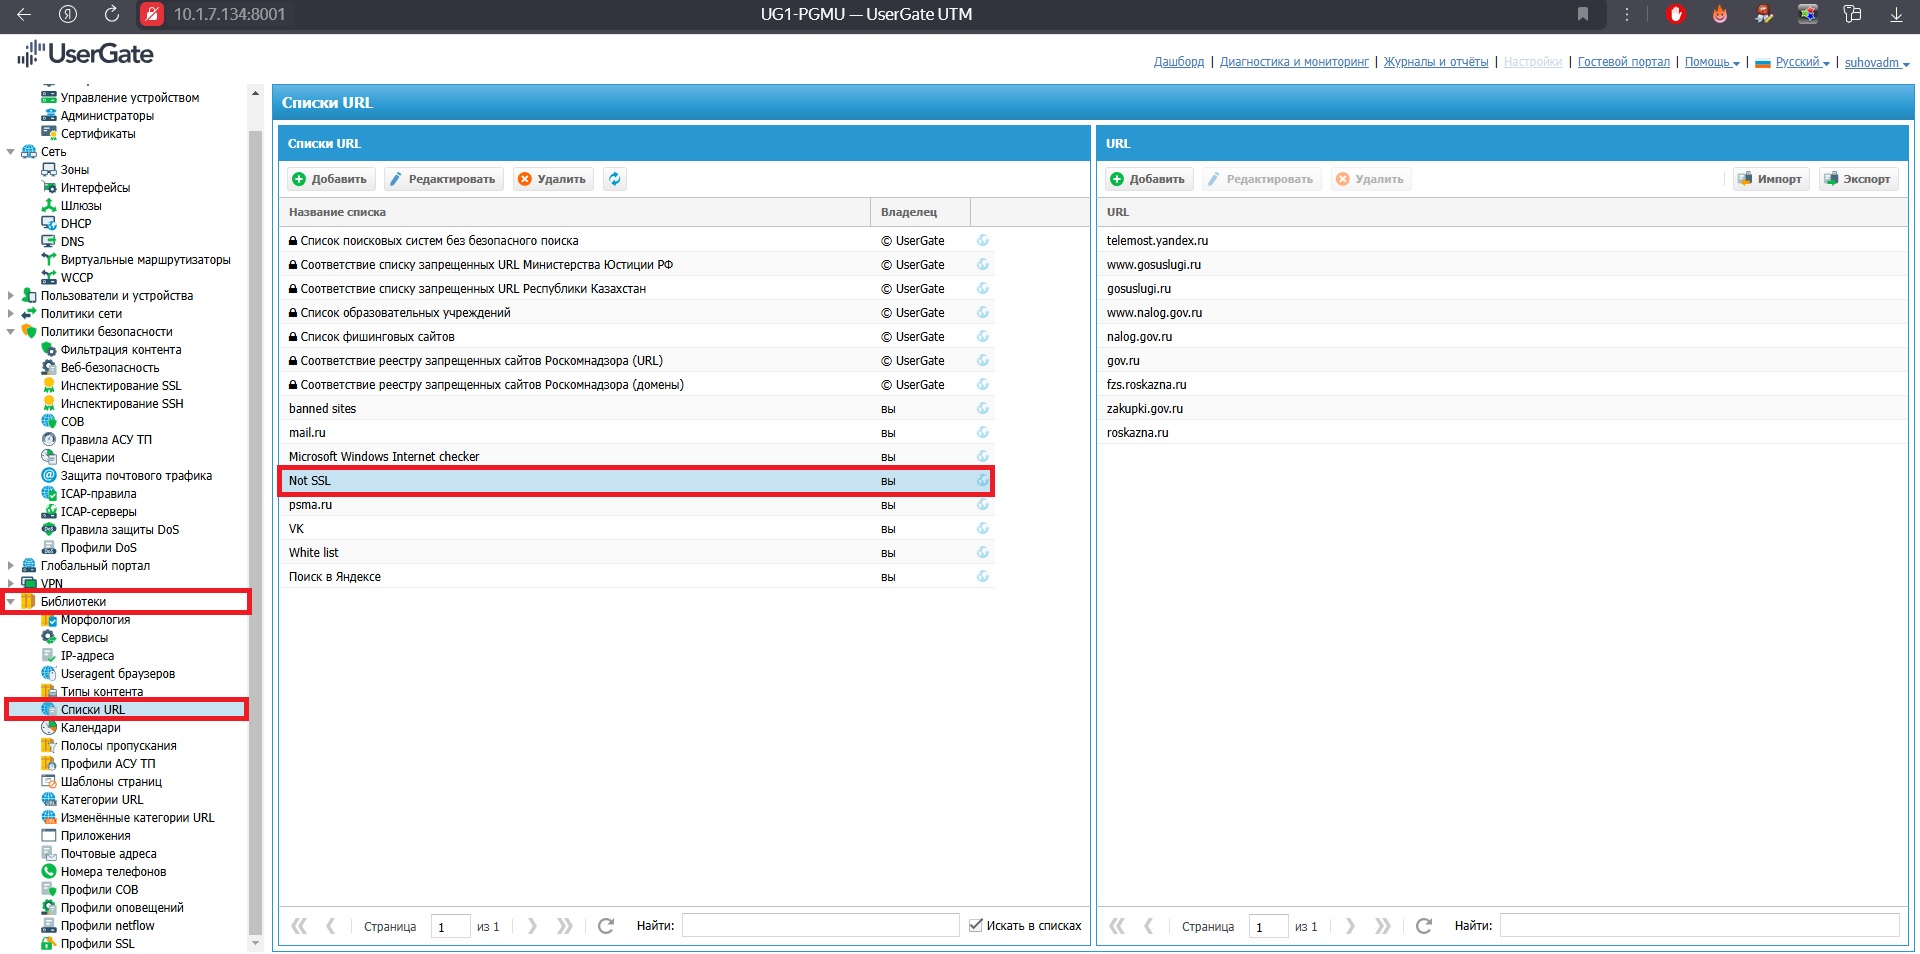 10.1.7.134:8001
UG1-PGMU — UserGate UTM
UserGate
Дашборд | Диагностика и мониторинг | Журналы и отчёты | Настройки | Гостевой портал | Помощь | Русский | suhovadm
Управление устройством
Администраторы
Сертификаты
Сеть
Зоны
Интерфейсы
Шлюзы
DHCP
DNS
Виртуальные маршрутизаторы
WCCP
Пользователи и устройства
Политики сети
Политики безопасности
Фильтрация контента
Веб-безопасность
Инспектирование SSL
Инспектирование SSH
СОВ
Правила АСУ ТП
Сценарии
Защита почтового трафика
ICAP-правила
ICAP-серверы
Правила защиты DoS
Профили DoS
Глобальный портал
VPN
Библиотеки
Морфология
Сервисы
IP-адреса
Useragent браузеров
Типы контента
Списки URL
Календари
Полосы пропускания
Профили АСУ ТП
Шаблоны страниц
Категории URL
Изменённые категории URL
Приложения
Почтовые адреса
Номера телефонов
Профили СОВ
Профили оповещений
Профили netflow
Профили SSL
Списки URL
Списки URL
Добавить Редактировать Удалить
Название списка Владелец
Список поисковых систем без безопасного поиска © UserGate
Соответствие списку запрещенных URL Министерства Юстиции РФ © UserGate
Соответствие списку запрещенных URL Республики Казахстан © UserGate
Список образовательных учреждений © UserGate
Список фишинговых сайтов © UserGate
Соответствие реестру запрещенных сайтов Роскомнадзора (URL) © UserGate
Соответствие реестру запрещенных сайтов Роскомнадзора (домены) © UserGate
banned sites вы
mail.ru вы
Microsoft Windows Internet checker вы
Not SSL вы
psma.ru вы
VK вы
White list вы
Поиск в Яндексе вы
Страница 1 из 1 Найти: Искать в списках
URL
Добавить Редактировать Удалить Импорт Экспорт
URL
telemost.yandex.ru
www.gosuslugi.ru
gosuslugi.ru
www.nalog.gov.ru
nalog.gov.ru
gov.ru
fzs.roskazna.ru
zakupki.gov.ru
roskazna.ru
Страница 1 из 1 Найти: